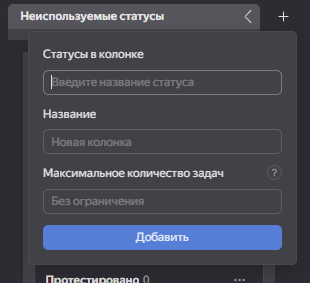 Неиспользуемые статусы
Статусы в колонке
Введите название статуса
Название
Новая колонка
Максимальное количество задач ?
Без ограничения
Добавить
Протестировано 0